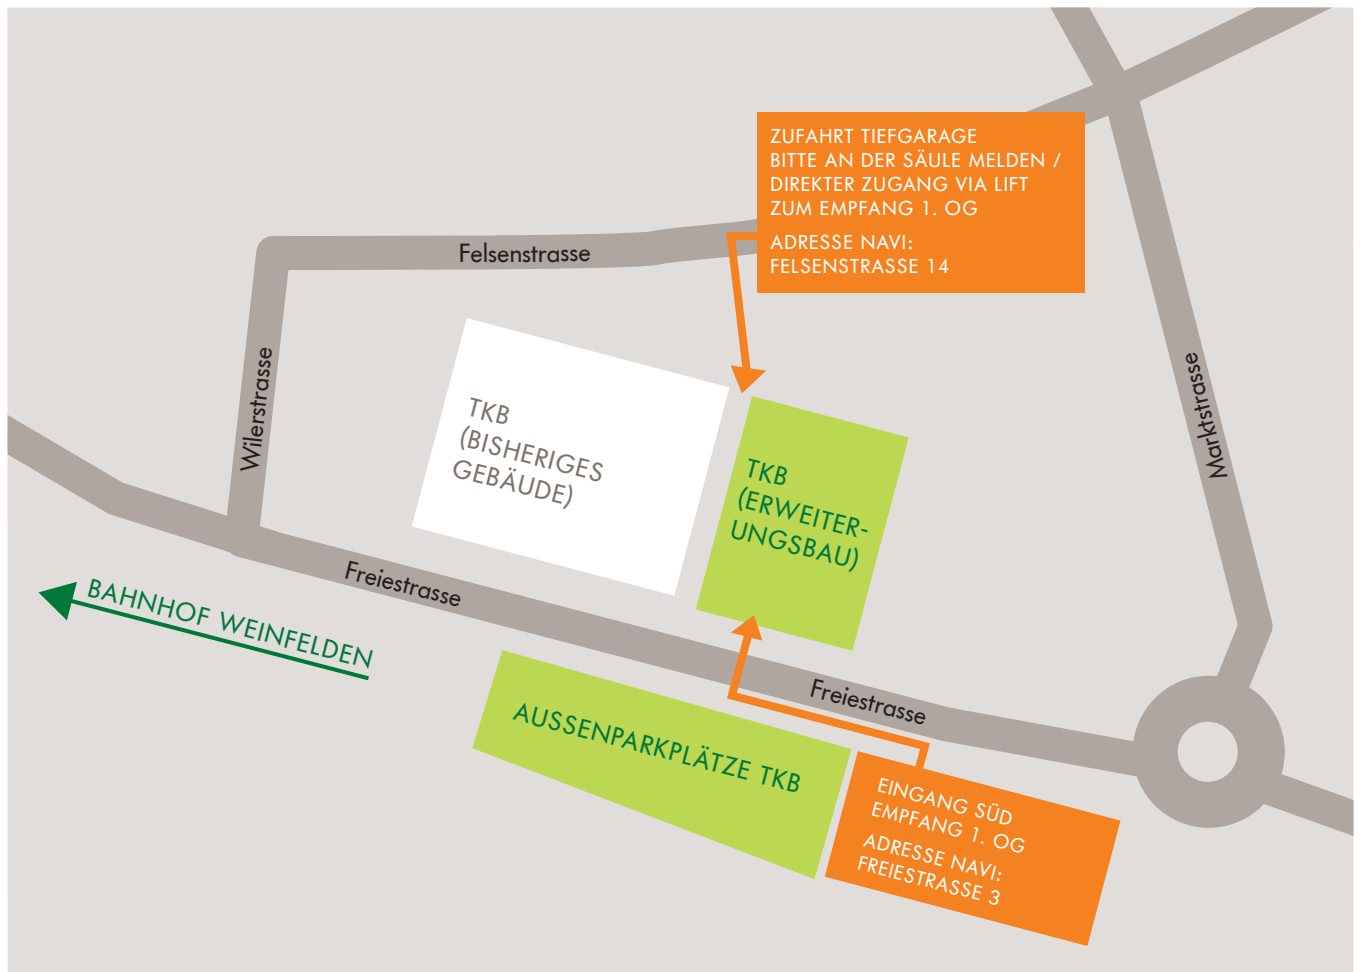 ZUFAHRT TIEFGARAGE
BITTE AN DER SÄULE MELDEN /
DIREKTER ZUGANG VIA LIFT
ZUM EMPFANG 1. OG
ADRESSE NAVI:
FELSENSTRASSE 14
Felsenstrasse
Wilerstrasse
Marktstrasse
TKB
(BISHERIGES
GEBÄUDE)
TKB
(ERWEITER-
UNGSBAU)
Freiestrasse
BAHNHOF WEINFELDEN
Freiestrasse
AUSSENPARKPLÄTZE TKB
EINGANG SÜD
EMPFANG 1. OG
ADRESSE NAVI:
FREIESTRASSE 3